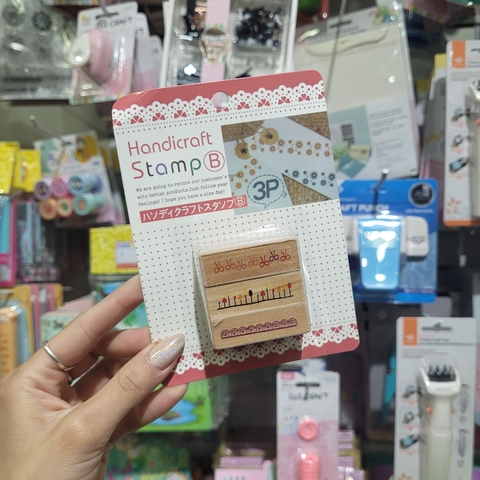 Handicraft
Stamp B
We are going to return our customer's
with better products. Just follow your
feelings! I hope you have a nice day!
ハンディクラフトスタンプB
3P